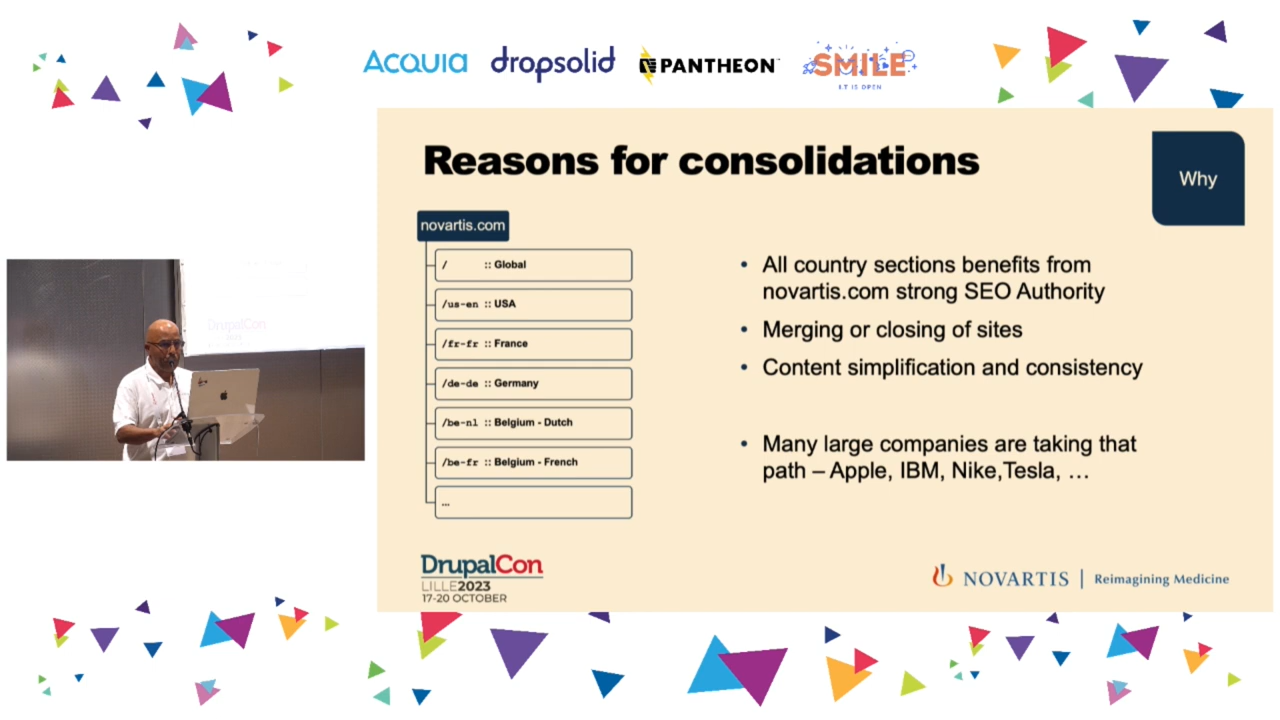 ACQUIA dropsolid PANTHEON SMILE
I.T IS OPEN
Reasons for consolidations
Why
novartis.com
/ :: Global
/us-en :: USA
/fr-fr :: France
/de-de :: Germany
/be-nl :: Belgium - Dutch
/be-fr :: Belgium - French
...
• All country sections benefits from
novartis.com strong SEO Authority
• Merging or closing of sites
• Content simplification and consistency
• Many large companies are taking that
path – Apple, IBM, Nike,Tesla, …
DrupalCon
LILLE2023
17-20 OCTOBER
NOVARTIS | Reimagining Medicine
DrupalCon